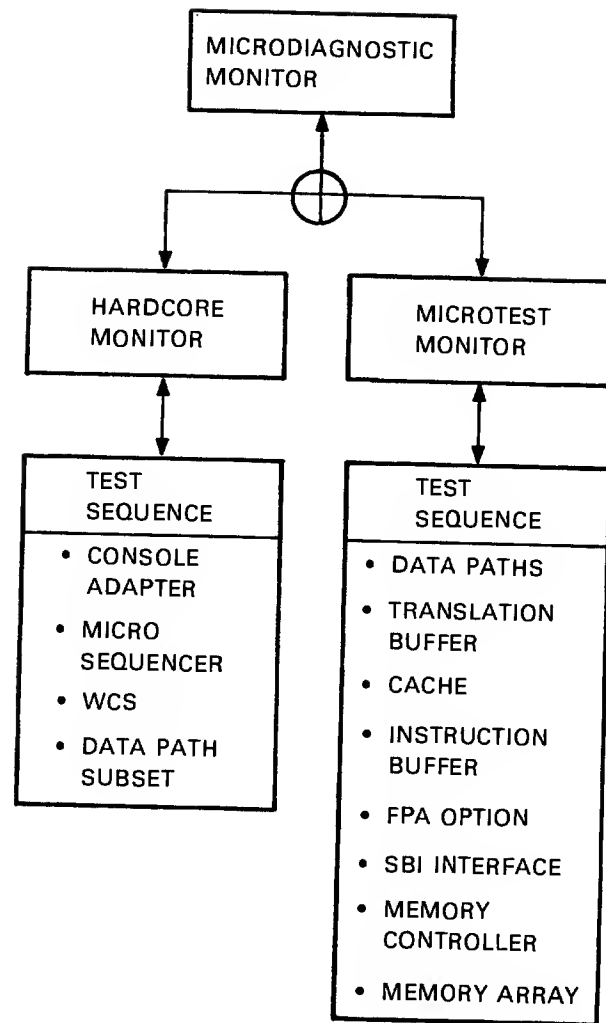 MICRODIAGNOSTIC
MONITOR
HARDCORE
MONITOR
MICROTEST
MONITOR
TEST
SEQUENCE
• CONSOLE
ADAPTER
• MICRO
SEQUENCER
• WCS
• DATA PATH
SUBSET
TEST
SEQUENCE
• DATA PATHS
• TRANSLATION
BUFFER
• CACHE
• INSTRUCTION
BUFFER
• FPA OPTION
• SBI INTERFACE
• MEMORY
CONTROLLER
• MEMORY ARRAY